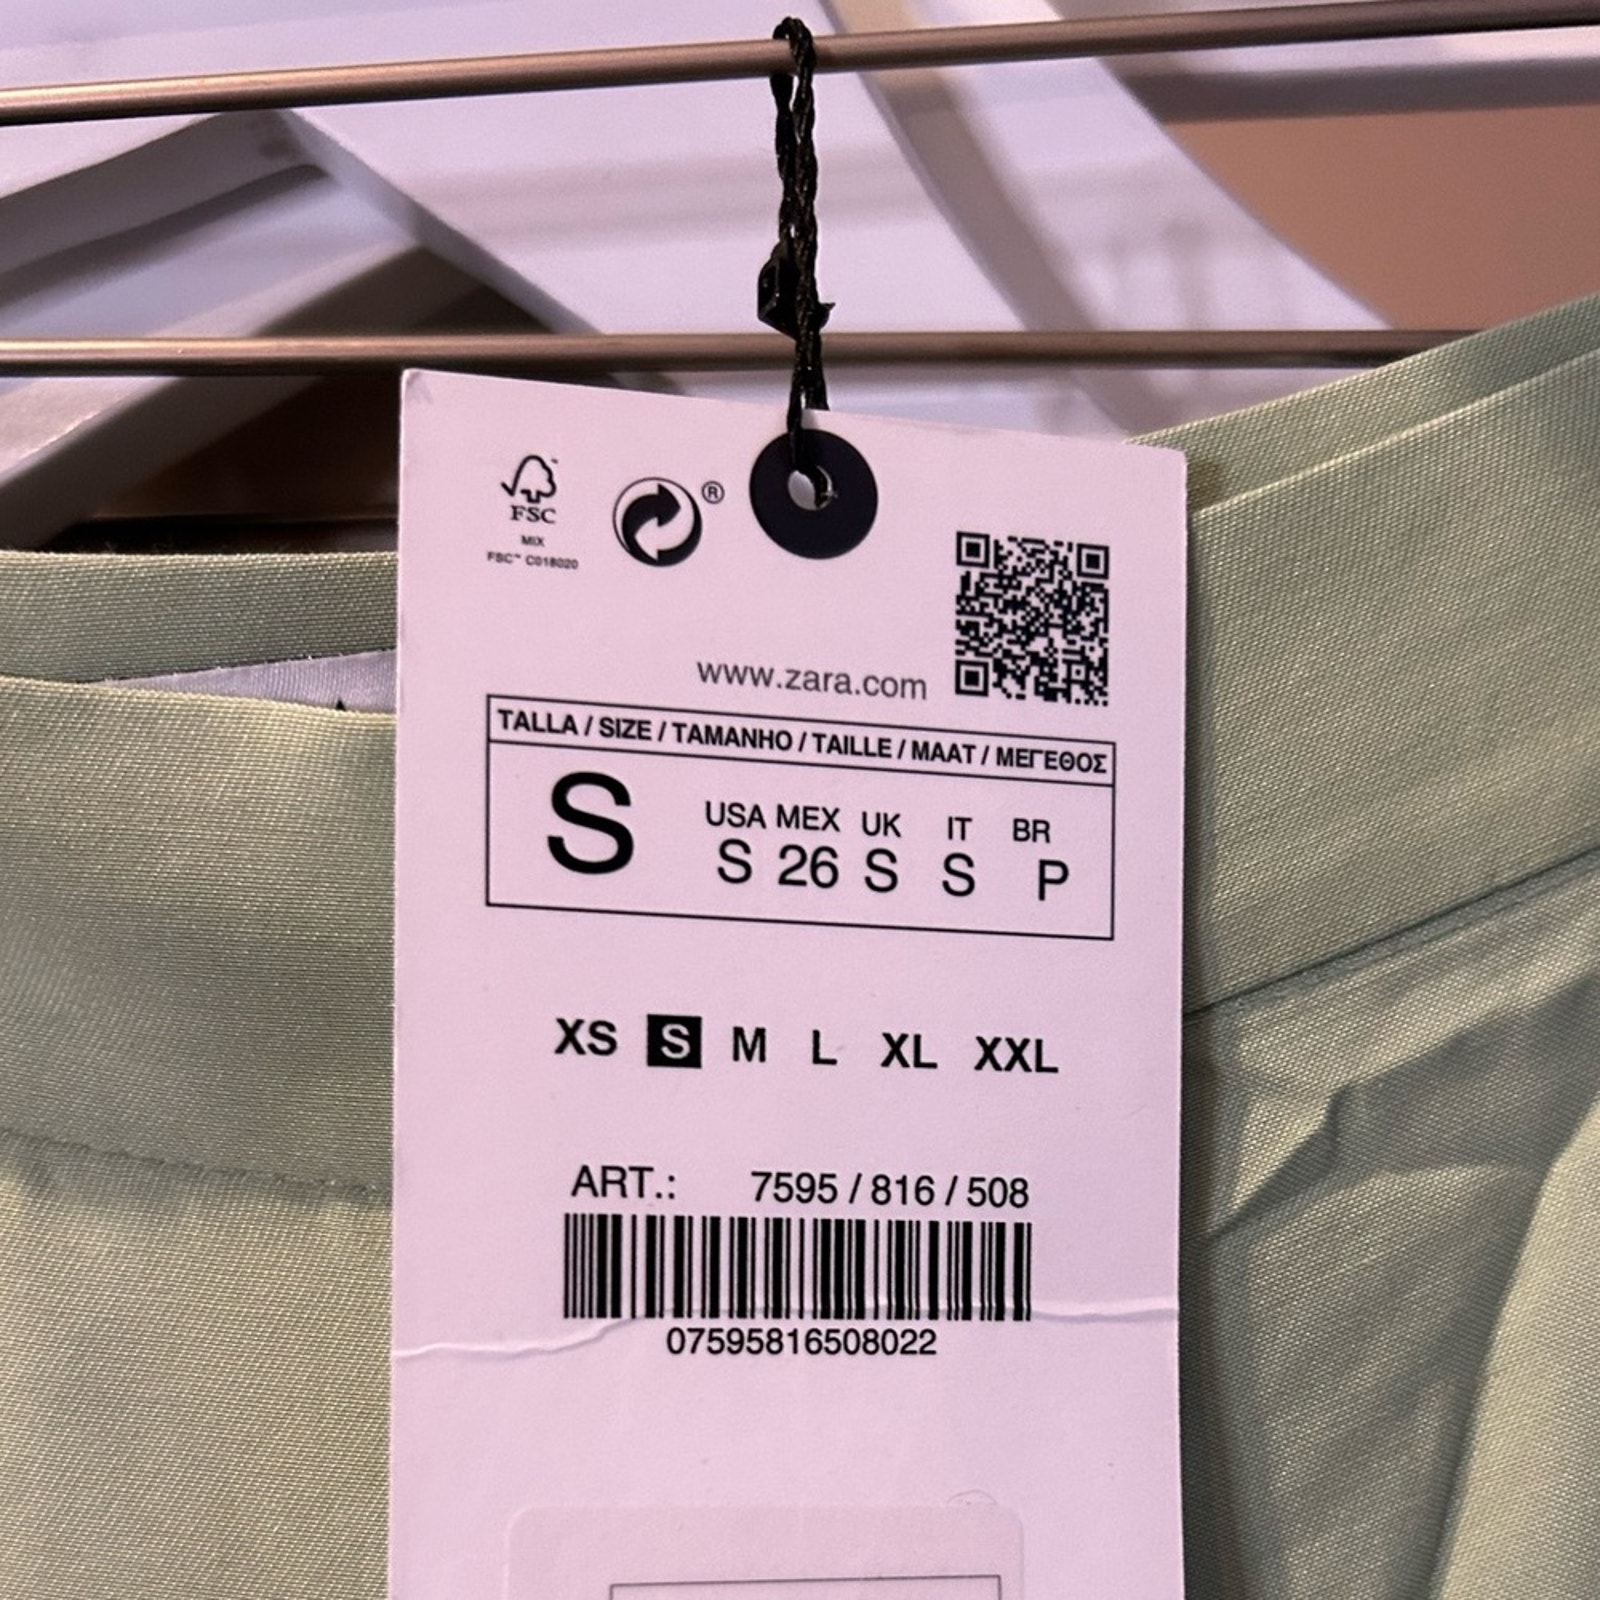 FSC™
MIX
FSC™ C018020
®
www.zara.com
TALLA / SIZE / TAMANHO / TAILLE / MAAT / ΜΕΓΕΘΟΣ
S
USA MEX UK IT BR
S 26 S S P
XS S M L XL XXL
ART.: 7595 / 816 / 508
07595816508022